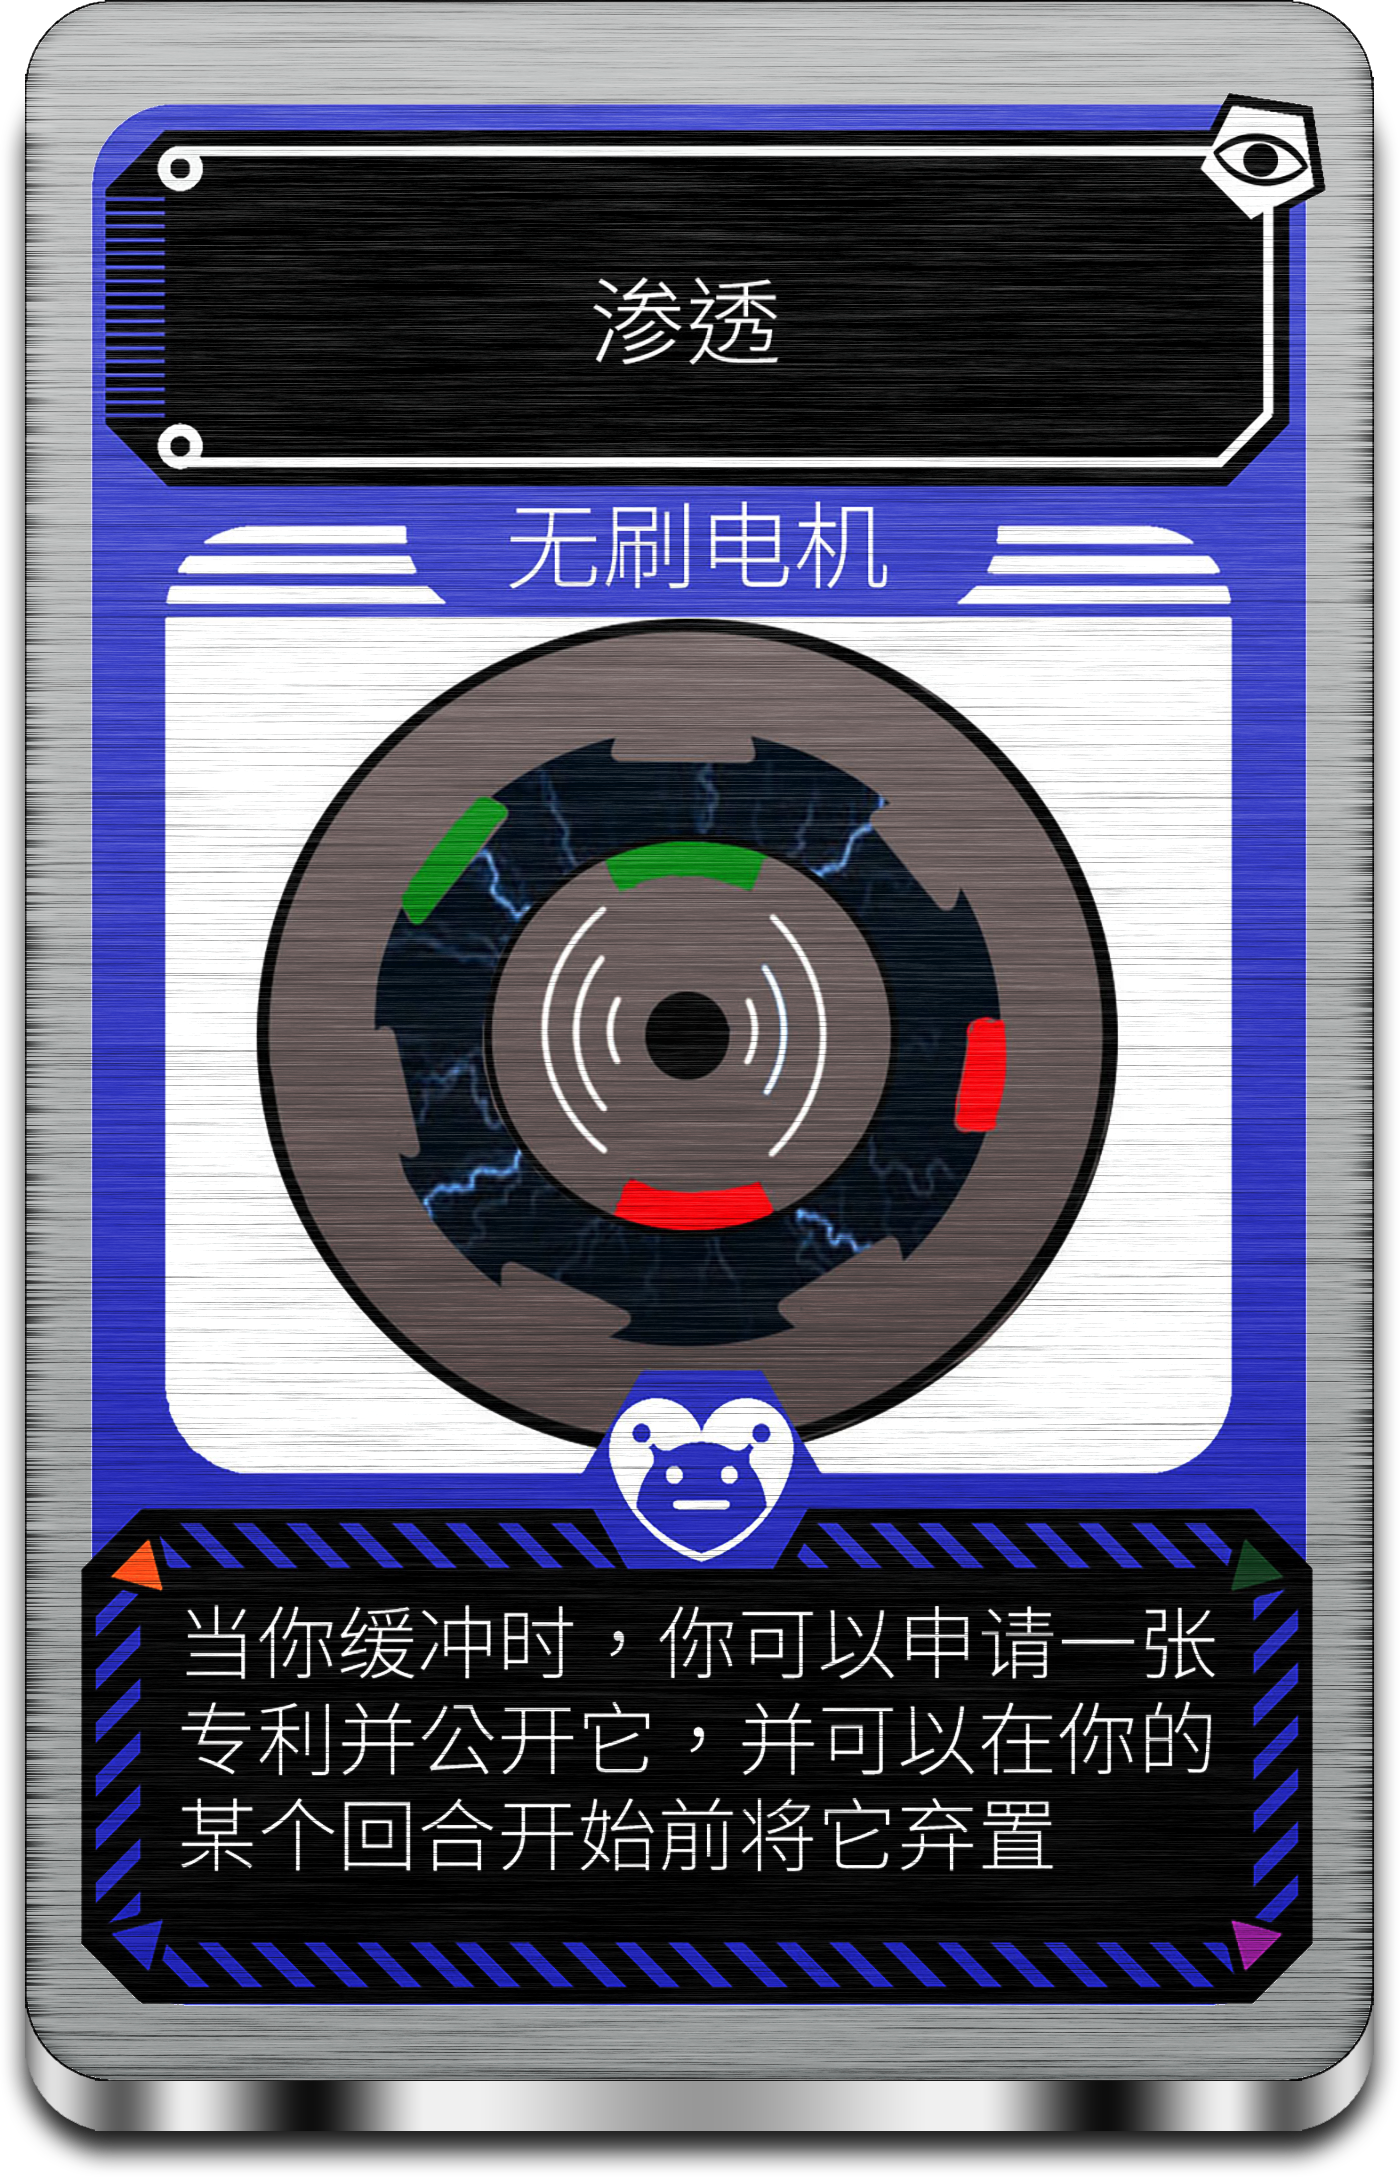 渗透
无刷电机
当你缓冲时，你可以申请一张
专利并公开它，并可以在你的
某个回合开始前将它弃置